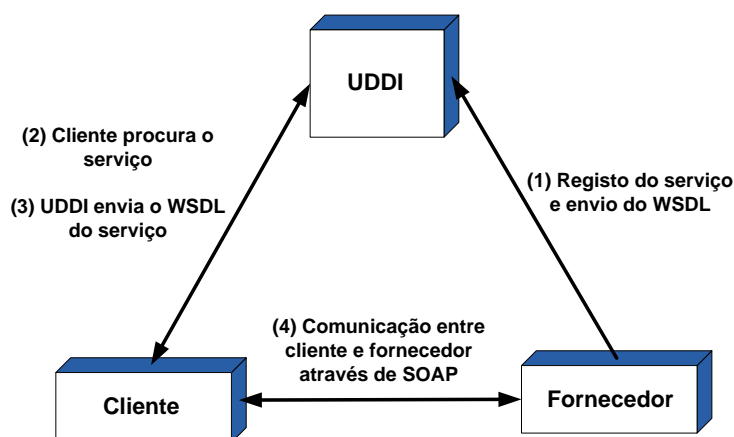 UDDI
(2) Cliente procura o
serviço
(3) UDDI envia o WSDL
do serviço
(1) Registo do serviço
e envio do WSDL
(4) Comunicação entre
cliente e fornecedor
através de SOAP
Cliente
Fornecedor